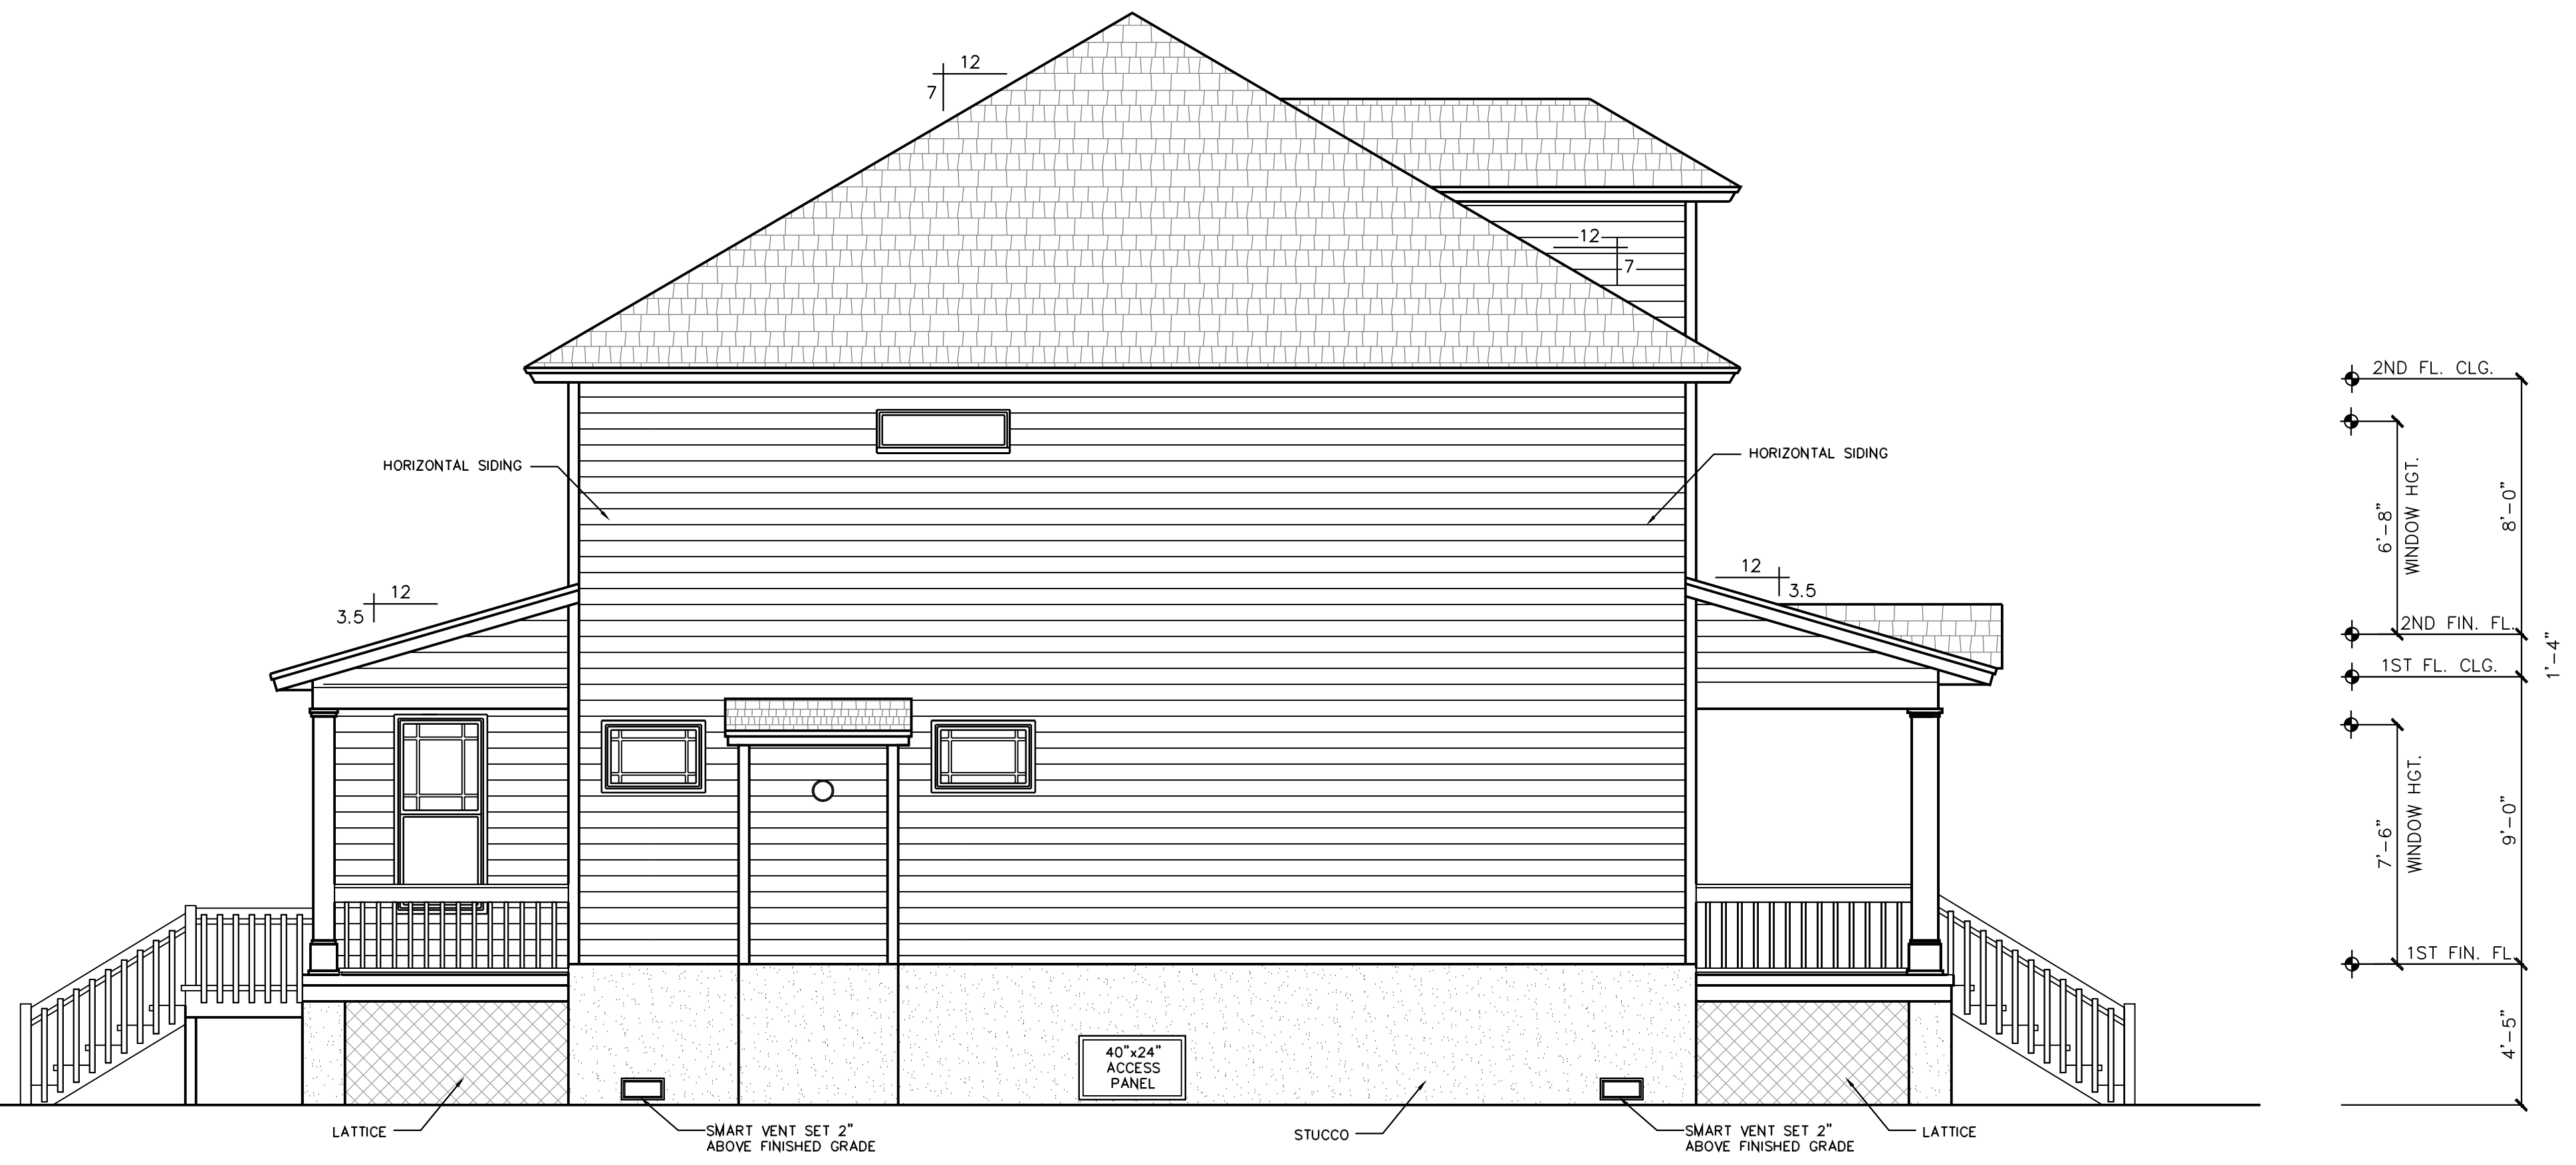 12
7
12
7
2ND FL. CLG.
HORIZONTAL SIDING
HORIZONTAL SIDING
6'-8"
WINDOW HGT.
8'-0"
12
3.5
12
3.5
2ND FIN. FL.
1'-4"
1ST FL. CLG.
7'-6"
WINDOW HGT.
9'-0"
1ST FIN. FL.
4'-5"
40"x24"
ACCESS
PANEL
LATTICE
SMART VENT SET 2"
ABOVE FINISHED GRADE
STUCCO
SMART VENT SET 2"
ABOVE FINISHED GRADE
LATTICE